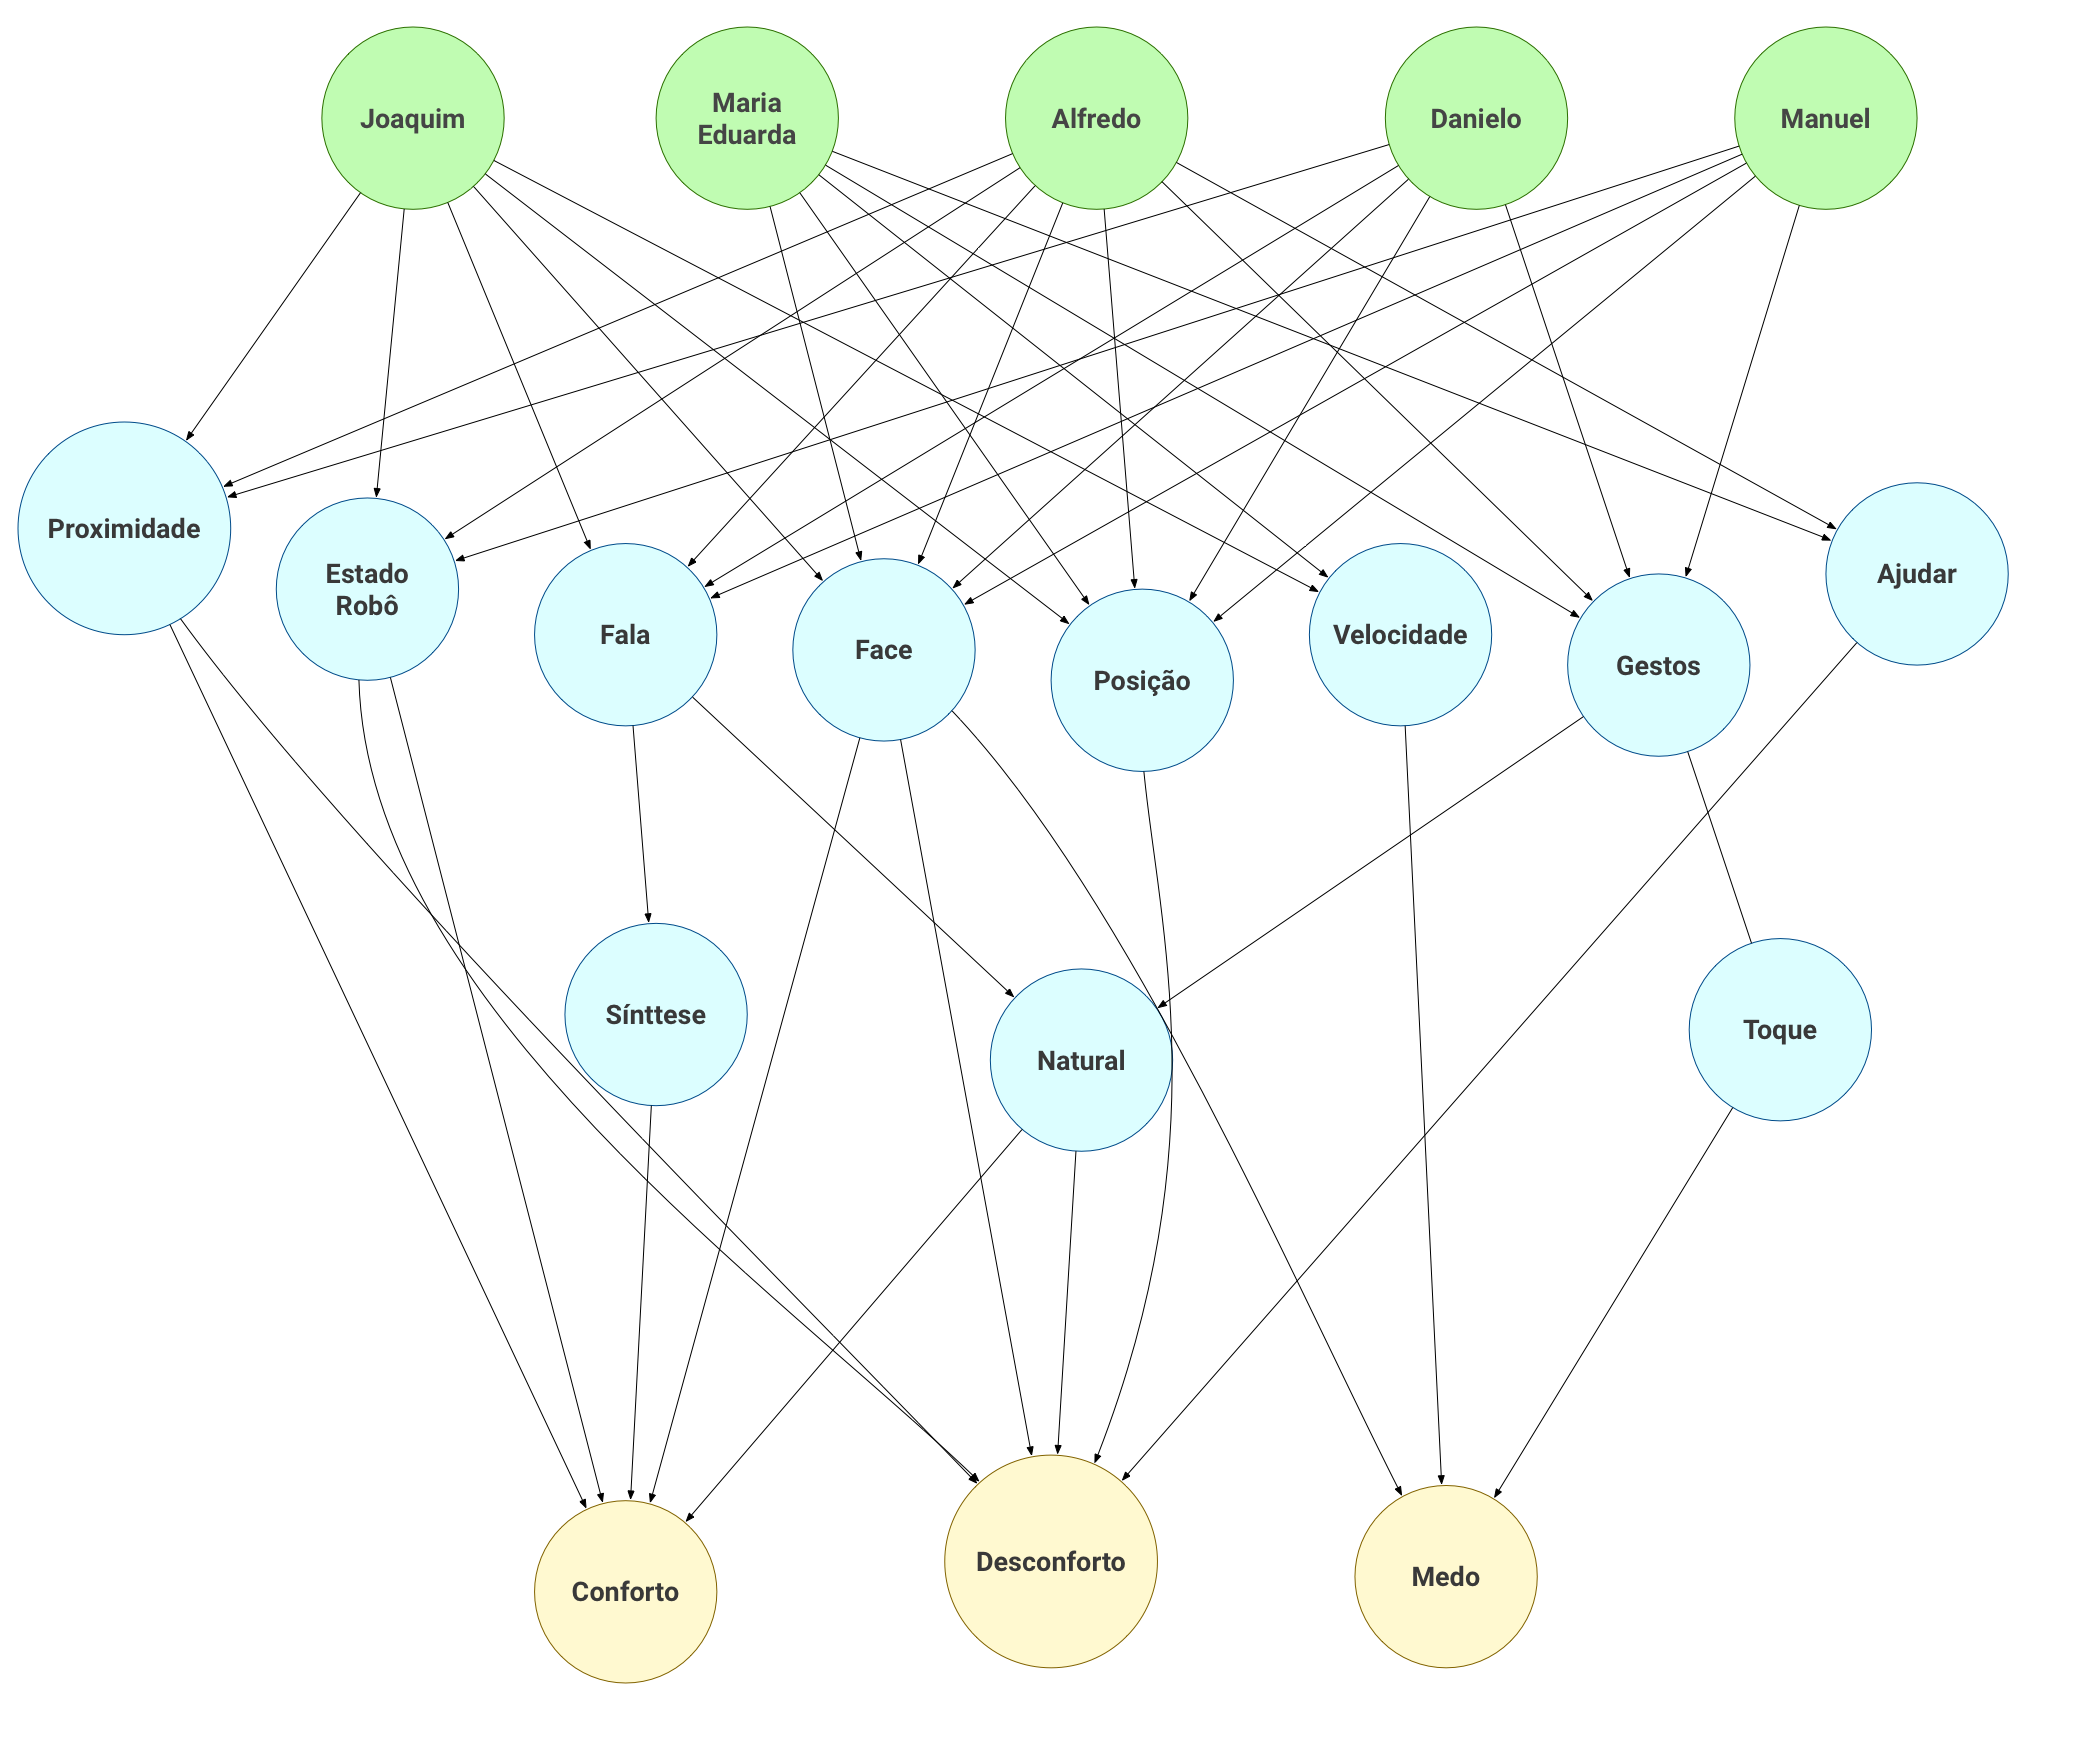 Joaquim
Maria
Eduarda
Alfredo
Danielo
Manuel
Proximidade
Estado
Robô
Fala
Face
Posição
Velocidade
Gestos
Ajudar
Sínttese
Natural
Toque
Conforto
Desconforto
Medo